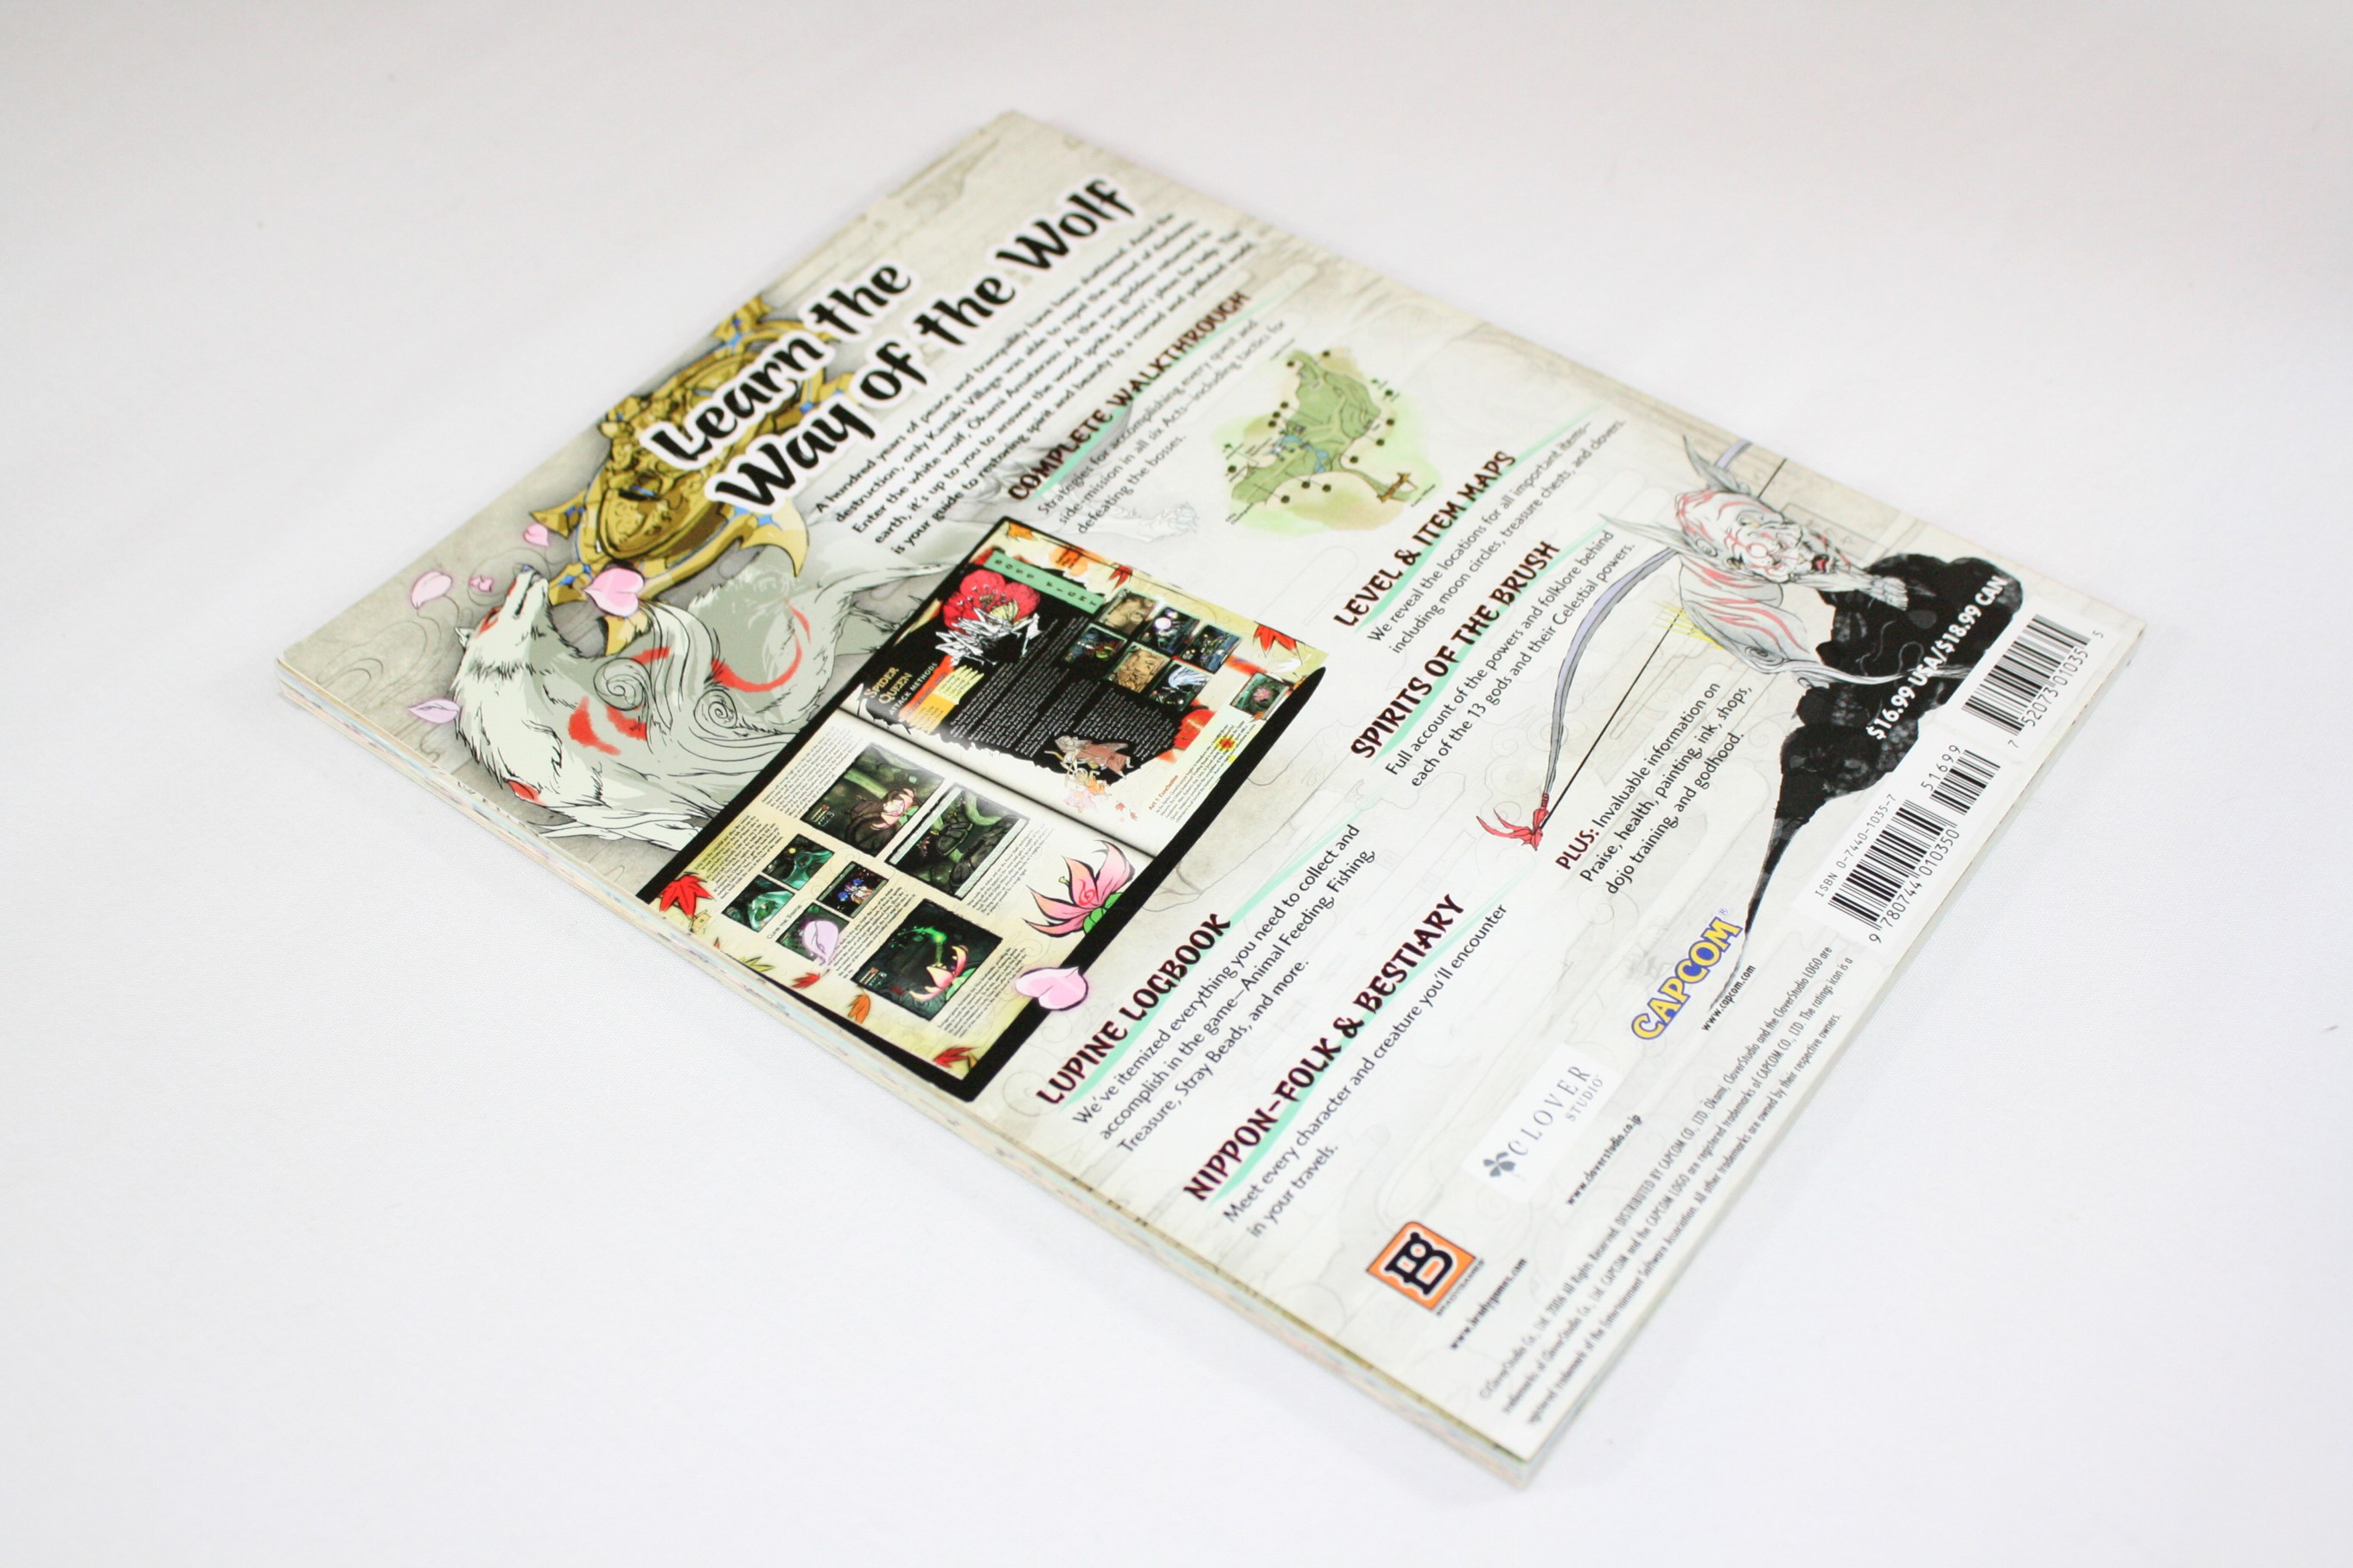 Learn the
Way of the Wolf
A hundred years of peace and tranquility have been shattered. Amid the
destruction, only Kamiki Village was able to repel the spread of darkness.
Enter the white wolf, Okami Amaterasu. As the sun goddess returned to
earth, it's up to you to answer the wood sprite Sakuya's plea for help. This
is your guide to restoring spirit and beauty to a cursed and polluted world.
COMPLETE WALKTHROUGH
Strategies for accomplishing every quest and
side-mission in all six Acts—including tactics for
defeating the bosses.
LEVEL & ITEM MAPS
We reveal the locations for all important items—
including moon circles, treasure chests, and clovers.
SPIRITS OF THE BRUSH
Full account of the powers and folklore behind
each of the 13 gods and their Celestial powers.
BOSS FIGHT
SPIDER
QUEEN
ATTACK METHODS
LUPINE LOGBOOK
We've itemized everything you need to collect and
accomplish in the game—Animal Feeding, Fishing,
Treasure, Stray Beads, and more.
NIPPON-FOLK & BESTIARY
Meet every character and creature you'll encounter
in your travels.
PLUS: Invaluable information on
Praise, health, painting, ink, shops,
dojo training, and godhood.
$16.99 USA/$18.99 CAN
7 52073 01035 5
ISBN 0-7440-1035-7
51699
9 780744 010350
CAPCOM®
www.capcom.com
CLOVER
STUDIO
www.cloverstudio.co.jp
B
BRADYGAMES
www.bradygames.com
©CloverStudio Co., Ltd. 2006 All Rights Reserved. DISTRIBUTED BY CAPCOM CO., LTD. Okami, CloverStudio and the CloverStudio LOGO are
trademarks of CloverStudio Co., Ltd. CAPCOM and the CAPCOM LOGO are registered trademarks of CAPCOM CO., LTD. The ratings icon is a
registered trademark of the Entertainment Software Association. All other trademarks are owned by their respective owners.